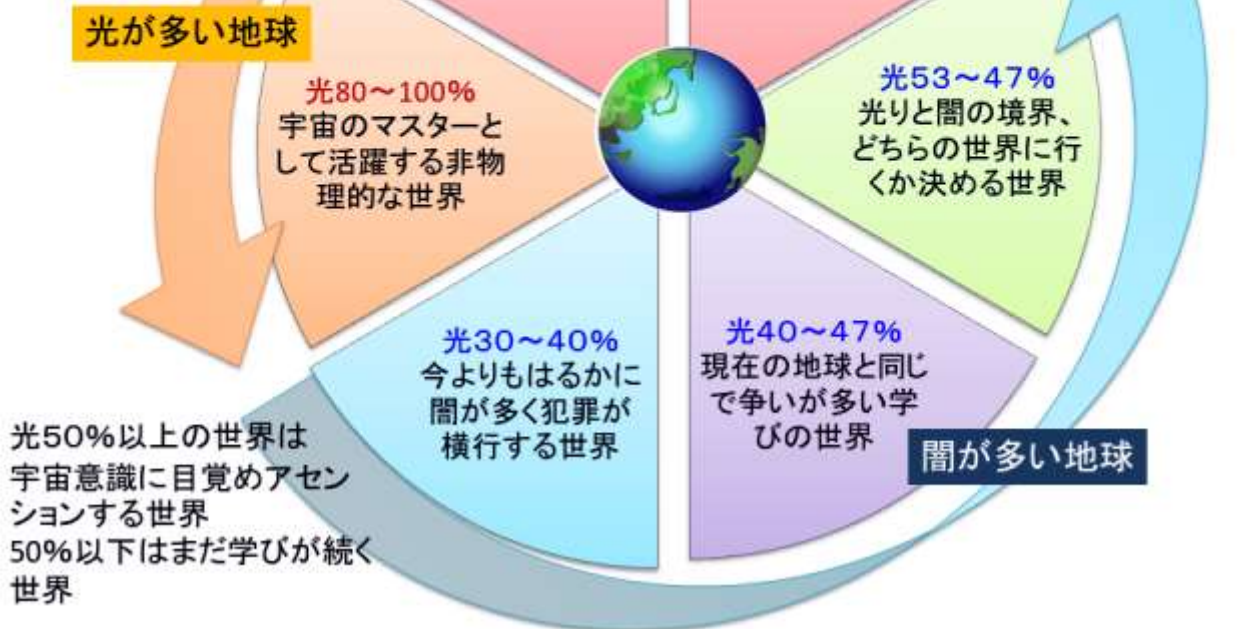 光が多い地球
光80～100%
宇宙のマスターと
して活躍する非物
理的な世界
光53～47%
光りと闇の境界、
どちらの世界に行
くか決める世界
光30～40%
今よりもはるかに
闇が多く犯罪が
横行する世界
光40～47%
現在の地球と同じ
で争いが多い学
びの世界
闇が多い地球
光50%以上の世界は
宇宙意識に目覚めアセン
ションする世界
50%以下はまだ学びが続く
世界